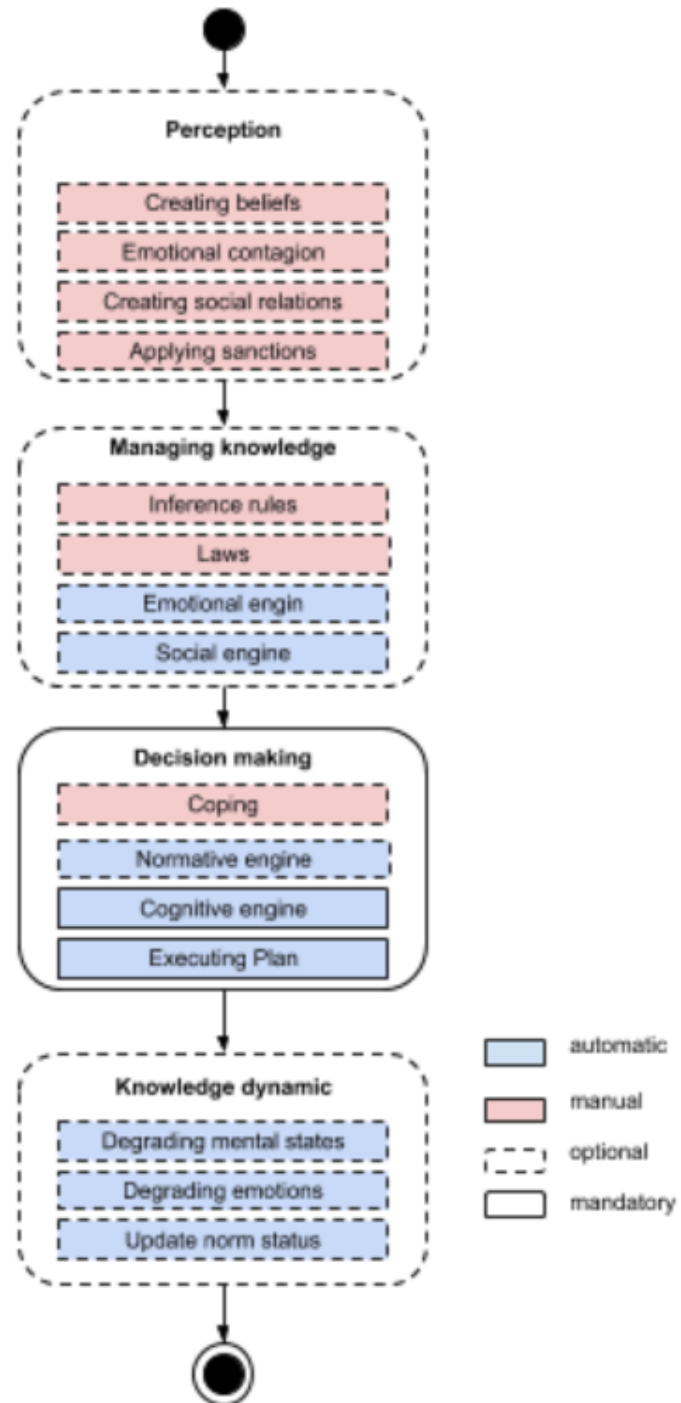 Perception
Creating beliefs
Emotional contagion
Creating social relations
Applying sanctions
Managing knowledge
Inference rules
Laws
Emotional engin
Social engine
Decision making
Coping
Normative engine
Cognitive engine
Executing Plan
Knowledge dynamic
Degrading mental states
Degrading emotions
Update norm status
automatic
manual
optional
mandatory